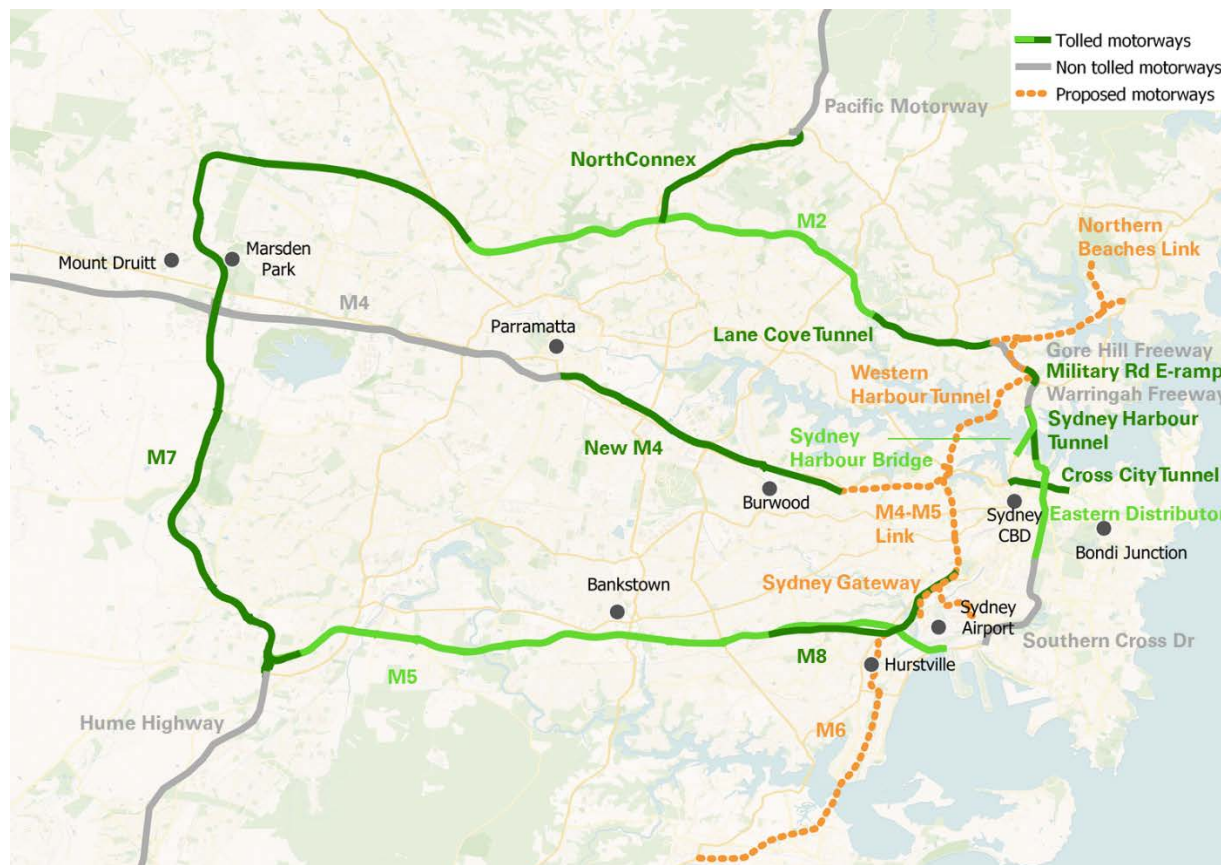 Tolled motorways
Non tolled motorways
Proposed motorways
Pacific Motorway
NorthConnex
M2
Northern
Beaches Link
Mount Druitt
Marsden
Park
M4
Parramatta
Lane Cove Tunnel
Gore Hill Freeway
Military Rd E-ramp
Warringah Freeway
Western
Harbour Tunnel
Sydney Harbour
Tunnel
Sydney
Harbour Bridge
M7
New M4
Cross City Tunnel
Burwood
M4-M5
Link
Sydney
CBD
Eastern Distributor
Bondi Junction
Bankstown
Sydney Gateway
Sydney
Airport
Southern Cross Dr
M5
M8
Hurstville
Hume Highway
M6